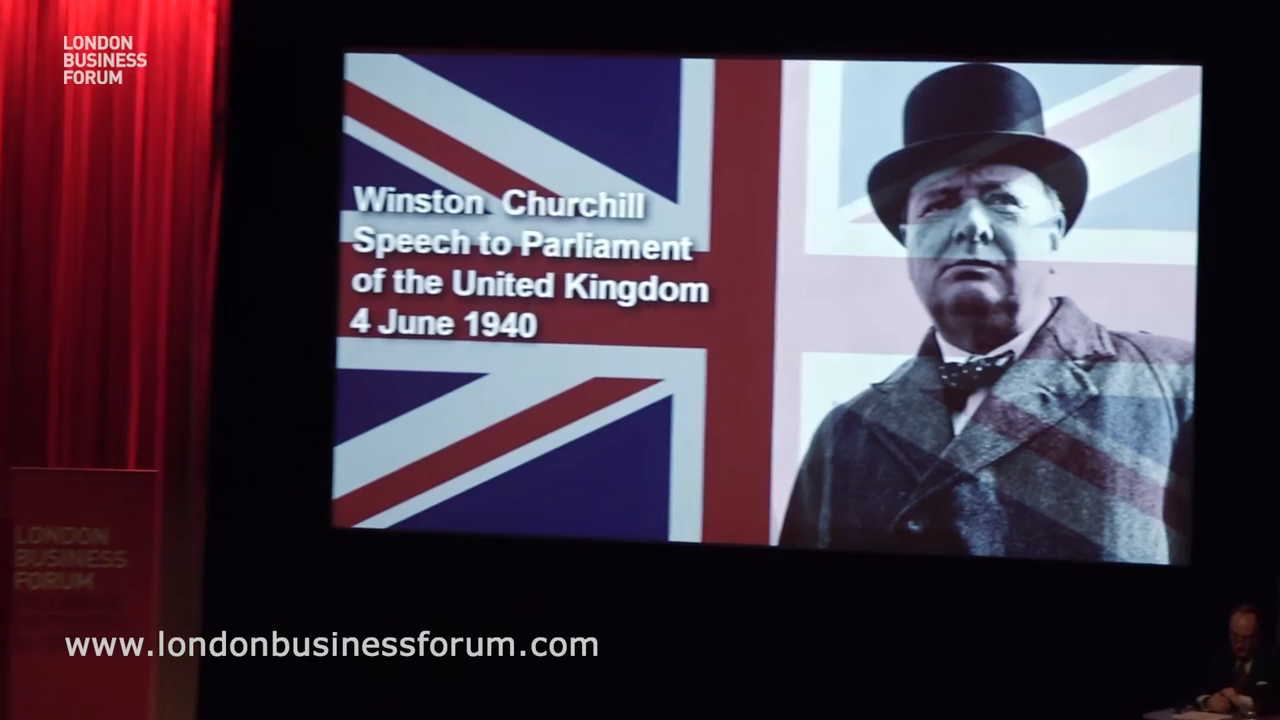 LONDON
BUSINESS
FORUM
Winston Churchill
Speech to Parliament
of the United Kingdom
4 June 1940
LONDON
BUSINESS
FORUM
www.londonbusinessforum.com